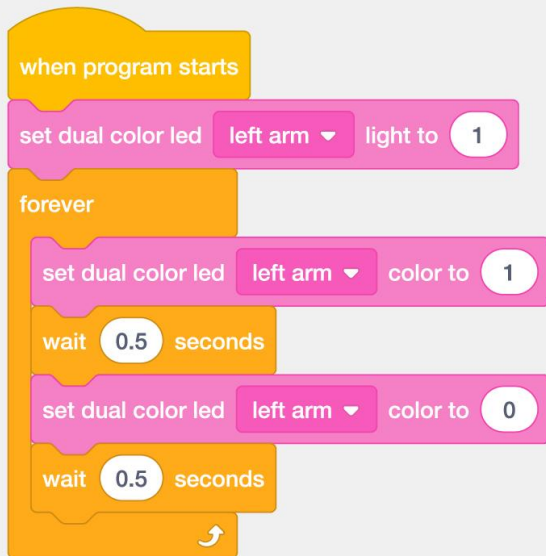 when program starts
set dual color led left arm light to 1
forever
set dual color led left arm color to 1
wait 0.5 seconds
set dual color led left arm color to 0
wait 0.5 seconds